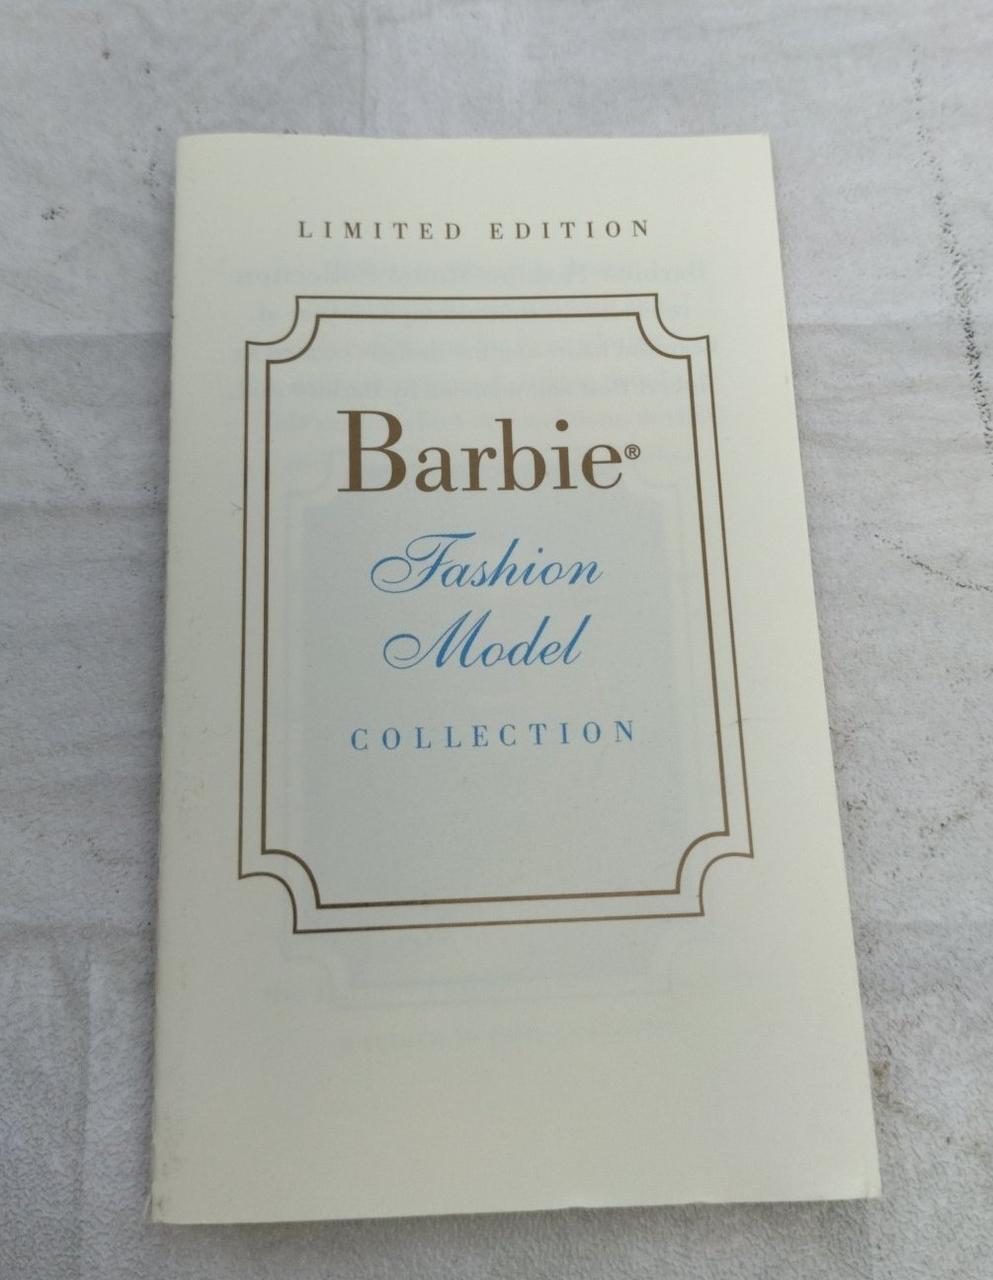 LIMITED EDITION
Barbie®
Fashion
Model
COLLECTION